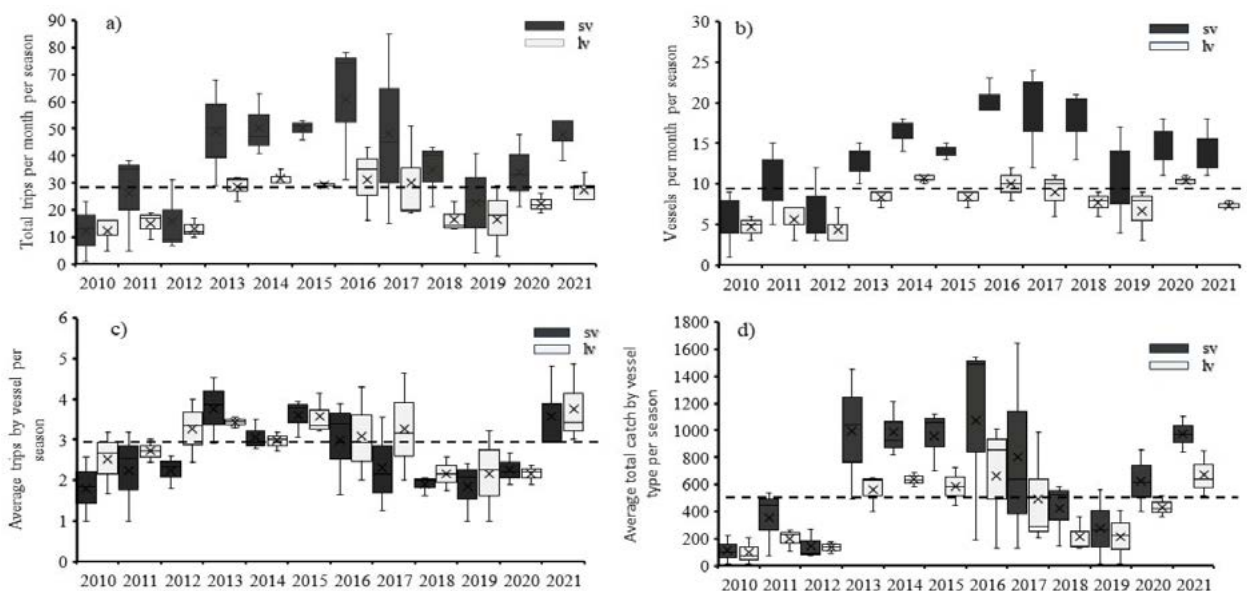 a)
sv
lv
Total trips per month per season
90
80
70
60
50
40
30
20
10
0
2010 2011 2012 2013 2014 2015 2016 2017 2018 2019 2020 2021
b)
sv
lv
Vessels per month per season
30
25
20
15
10
5
0
2010 2011 2012 2013 2014 2015 2016 2017 2018 2019 2020 2021
c)
sv
lv
Average trips by vessel per
season
6
5
4
3
2
1
0
2010 2011 2012 2013 2014 2015 2016 2017 2018 2019 2020 2021
d)
sv
lv
Average total catch by vessel
type per season
1800
1600
1400
1200
1000
800
600
400
200
0
2010 2011 2012 2013 2014 2015 2016 2017 2018 2019 2020 2021